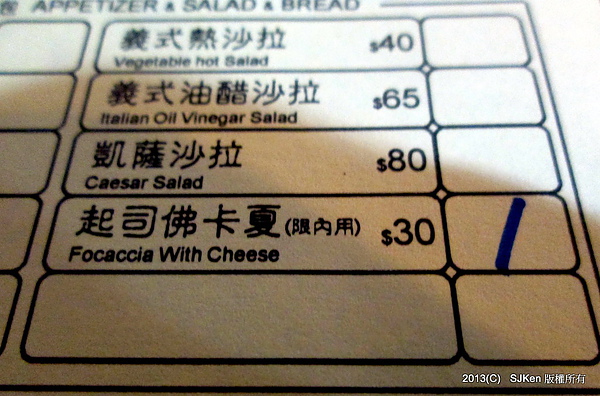 APPETIZER & SALAD & BREAD
義式熱沙拉 $40
Vegetable hot Salad
義式油醋沙拉 $65
Italian Oil Vinegar Salad
凱薩沙拉 $80
Caesar Salad
起司佛卡夏(限內用) $30
Focaccia With Cheese
2013(C) SJKen 版權所有